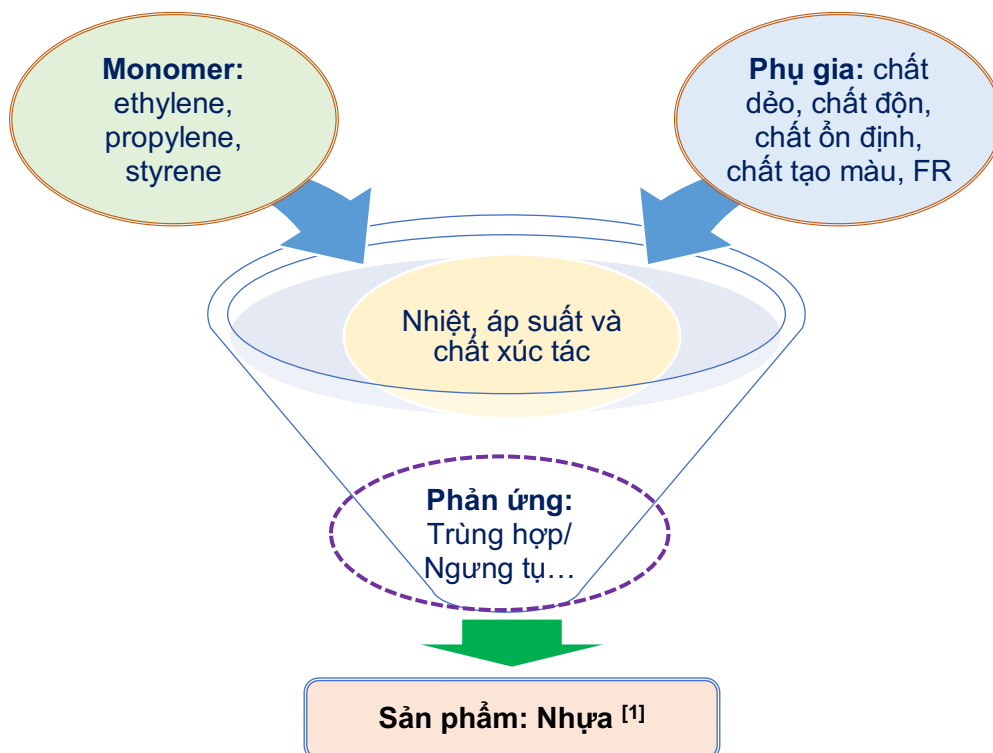 Monomer:
ethylene,
propylene,
styrene
Phụ gia: chất
dẻo, chất độn,
chất ổn định,
chất tạo màu, FR
Nhiệt, áp suất và
chất xúc tác
Phản ứng:
Trùng hợp/
Ngưng tụ…
Sản phẩm: Nhựa [1]